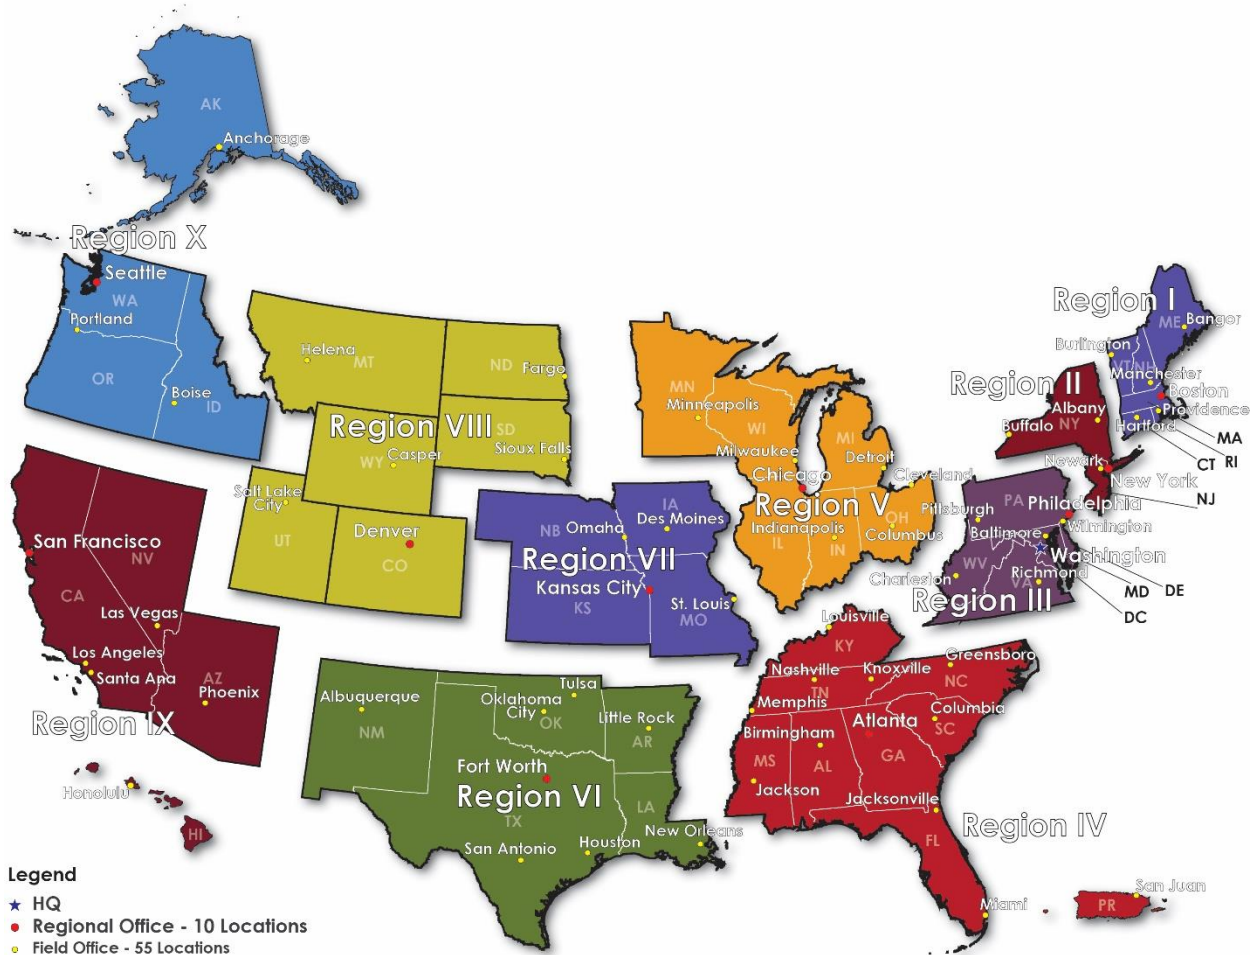 AK
Anchorage
Region X
Seattle
WA
Portland
OR
Boise
ID
Helena
MT
ND
Fargo
Region VIII
SD
Sioux Falls
WY
Casper
Salt Lake
City
UT
Denver
CO
MN
Minneapolis
WI
Milwaukee
MI
Detroit
Chicago
Cleveland
Region V
Indianapolis
IL
IN
OH
Columbus
Region I
ME
Bangor
Burlington
VT
NH
Manchester
Boston
Providence
Hartford
MA
RI
CT
Region II
Albany
NY
Buffalo
Newark
New York
NJ
PA
Philadelphia
Pittsburgh
Wilmington
Baltimore
Washington
WV
Charleston
Richmond
VA
Region III
MD
DE
DC
IA
NB
Omaha
Des Moines
Region VII
Kansas City
KS
St. Louis
MO
San Francisco
NV
CA
Las Vegas
Los Angeles
Santa Ana
AZ
Phoenix
Region IX
Honolulu
HI
Albuquerque
NM
Tulsa
Oklahoma
City
OK
Little Rock
AR
Fort Worth
Region VI
TX
LA
New Orleans
San Antonio
Houston
Louisville
KY
Greensboro
Nashville
Knoxville
NC
TN
Memphis
Columbia
Birmingham
Atlanta
SC
MS
AL
GA
Jackson
Jacksonville
Region IV
FL
Miami
San Juan
PR
Legend
HQ
Regional Office - 10 Locations
Field Office - 55 Locations